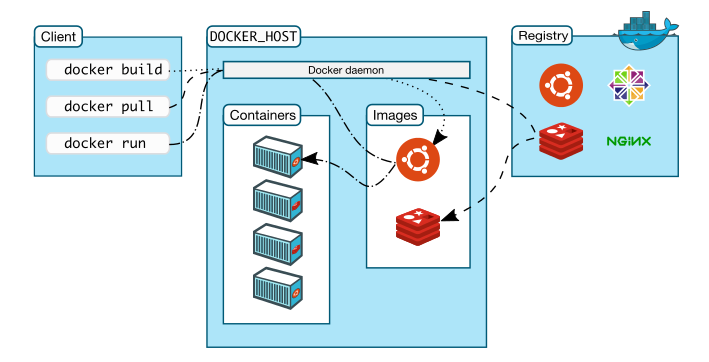 Client
docker build
docker pull
docker run
DOCKER_HOST
Docker daemon
Containers
Images
Registry
NGiNX